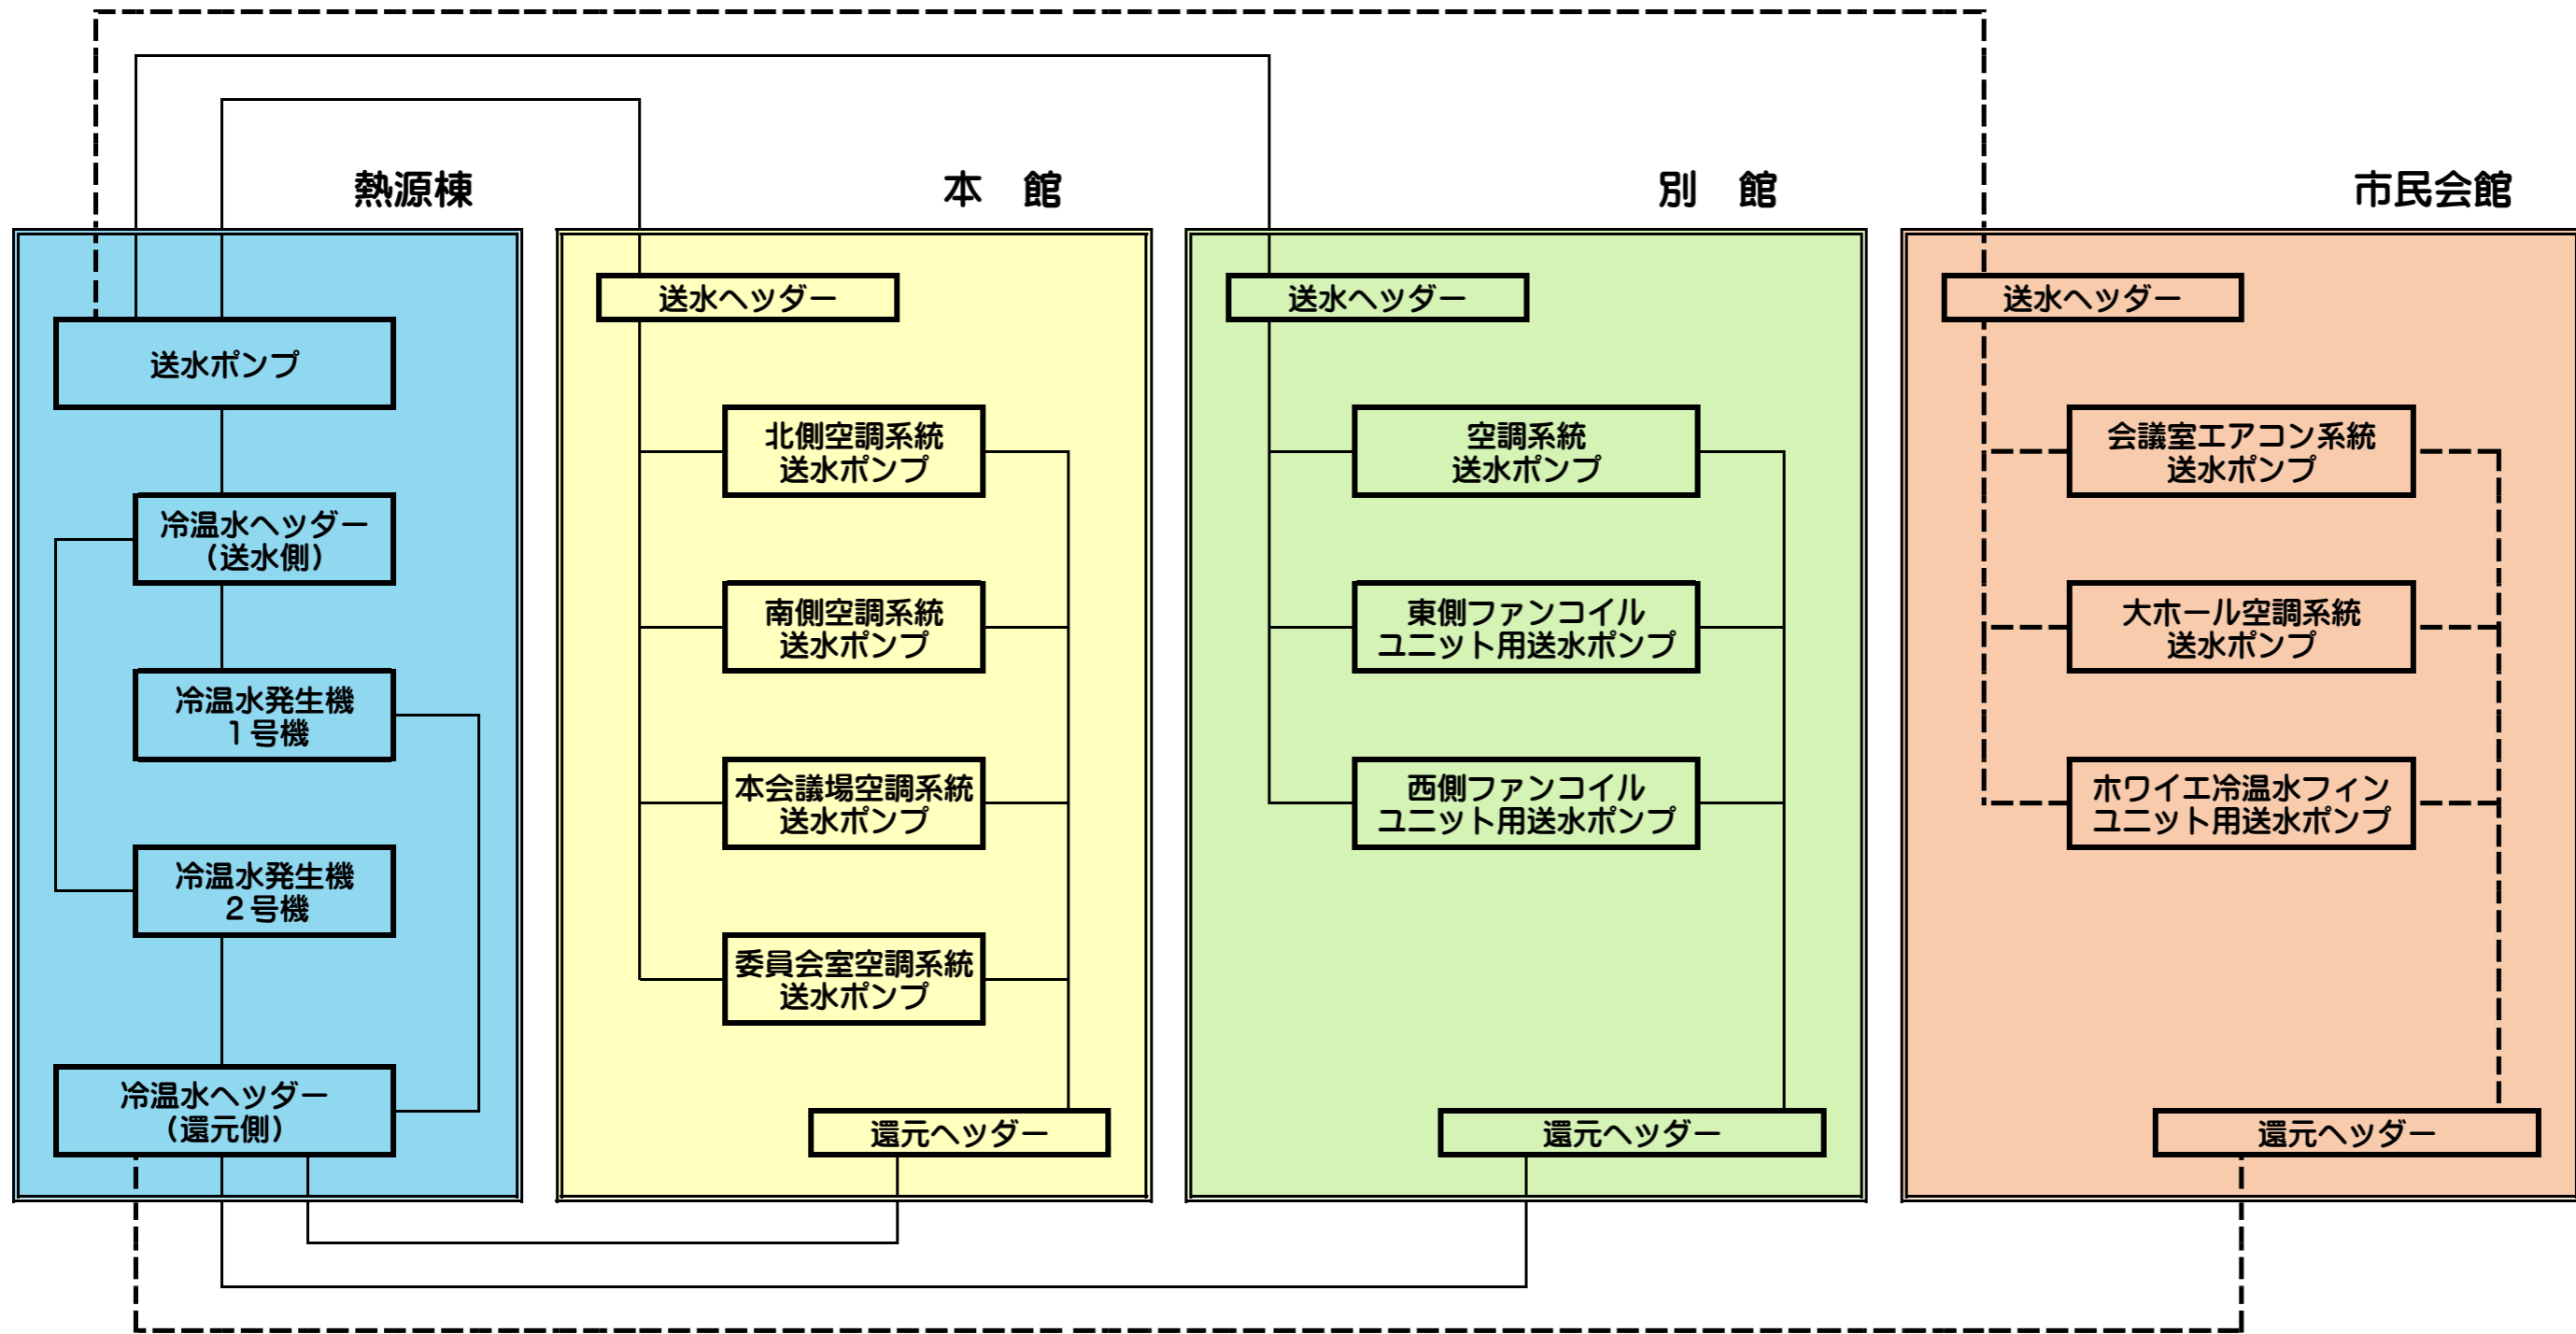 熱源棟
送水ポンプ
冷温水ヘッダー
（送水側）
冷温水発生機
１号機
冷温水発生機
２号機
冷温水ヘッダー
（還元側）
本　館
送水ヘッダー
北側空調系統
送水ポンプ
南側空調系統
送水ポンプ
本会議場空調系統
送水ポンプ
委員会室空調系統
送水ポンプ
還元ヘッダー
別　館
送水ヘッダー
空調系統
送水ポンプ
東側ファンコイル
ユニット用送水ポンプ
西側ファンコイル
ユニット用送水ポンプ
還元ヘッダー
市民会館
送水ヘッダー
会議室エアコン系統
送水ポンプ
大ホール空調系統
送水ポンプ
ホワイエ冷温水フィン
ユニット用送水ポンプ
還元ヘッダー